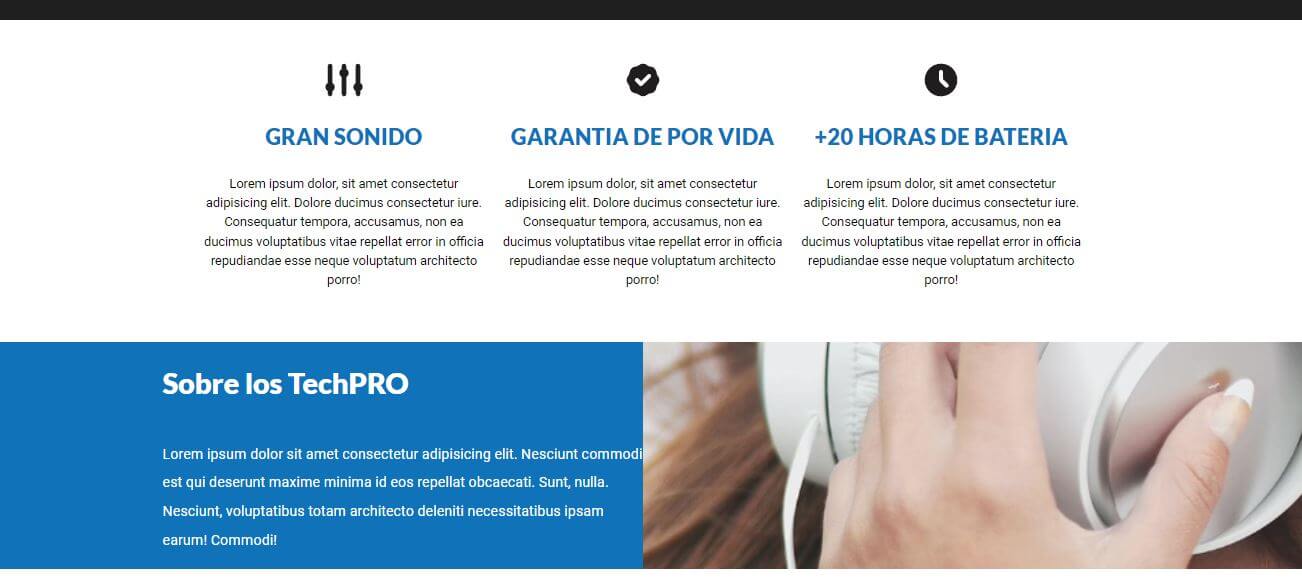 GRAN SONIDO
Lorem ipsum dolor, sit amet consectetur
adipisicing elit. Dolore ducimus consectetur iure.
Consequatur tempora, accusamus, non ea
ducimus voluptatibus vitae repellat error in officia
repudiandae esse neque voluptatum architecto
porro!
GARANTIA DE POR VIDA
Lorem ipsum dolor, sit amet consectetur
adipisicing elit. Dolore ducimus consectetur iure.
Consequatur tempora, accusamus, non ea
ducimus voluptatibus vitae repellat error in officia
repudiandae esse neque voluptatum architecto
porro!
+20 HORAS DE BATERIA
Lorem ipsum dolor, sit amet consectetur
adipisicing elit. Dolore ducimus consectetur iure.
Consequatur tempora, accusamus, non ea
ducimus voluptatibus vitae repellat error in officia
repudiandae esse neque voluptatum architecto
porro!
Sobre los TechPRO
Lorem ipsum dolor sit amet consectetur adipisicing elit. Nesciunt commodi
est qui deserunt maxime minima id eos repellat obcaecati. Sunt, nulla.
Nesciunt, voluptatibus totam architecto deleniti necessitatibus ipsam
earum! Commodi!